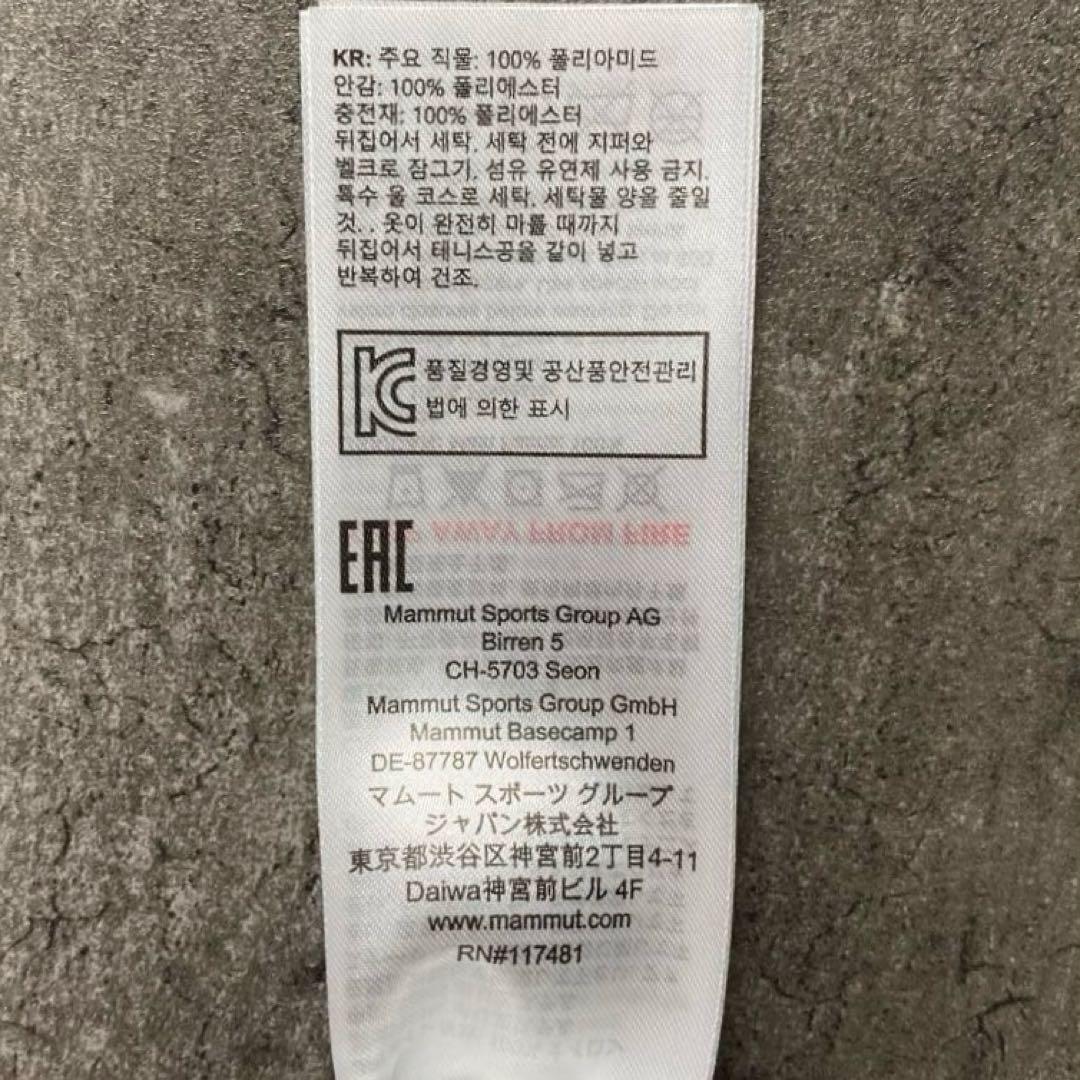 KR: 주요 직물: 100% 폴리아미드
안감: 100% 폴리에스터
충전재: 100% 폴리에스터
뒤집어서 세탁. 세탁 전에 지퍼와
벨크로 잠그기. 섬유 유연제 사용 금지.
특수 울 코스로 세탁. 세탁물 양을 줄일
것. . 옷이 완전히 마를 때까지
뒤집어서 테니스공을 같이 넣고
반복하여 건조.
KC 품질경영및 공산품안전관리
법에 의한 표시
EAC
Mammut Sports Group AG
Birren 5
CH-5703 Seon
Mammut Sports Group GmbH
Mammut Basecamp 1
DE-87787 Wolfertschwenden
マムート スポーツ グループ
ジャパン株式会社
東京都渋谷区神宮前2丁目4-11
Daiwa神宮前ビル 4F
www.mammut.com
RN#117481
AWAY FROM FIRE